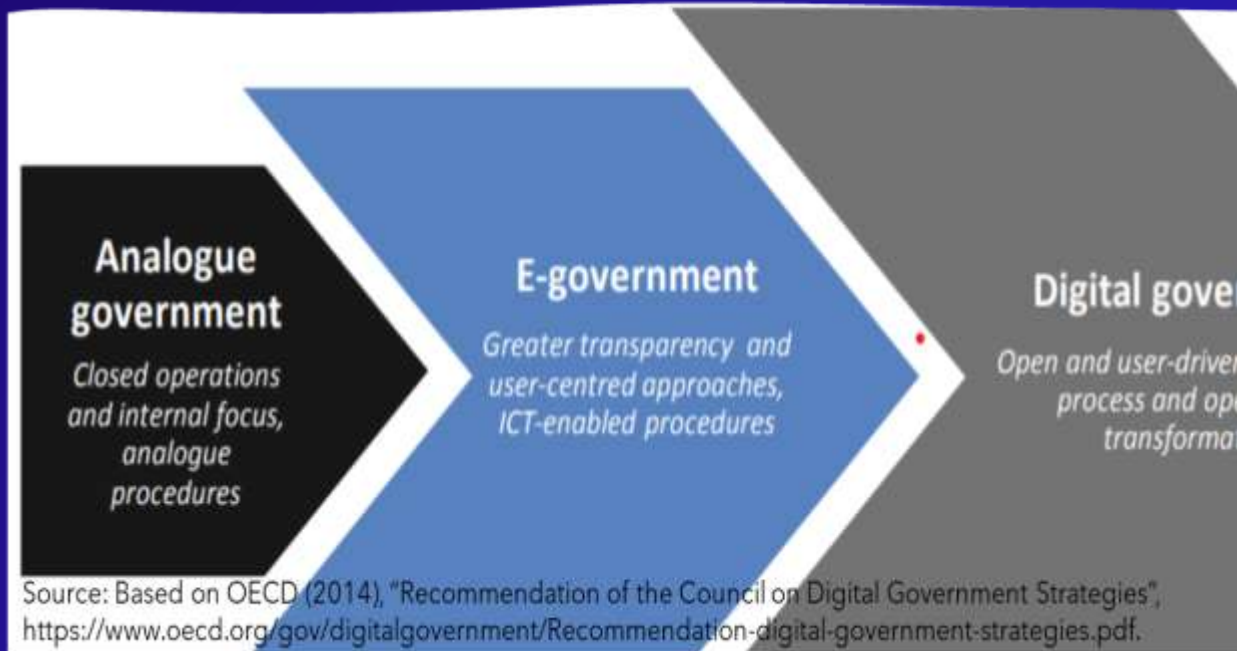 Analogue
government
Closed operations
and internal focus,
analogue
procedures
E-government
Greater transparency and
user-centred approaches,
ICT-enabled procedures
Digital
Open and
process and
Source: Based on OECD (2014), "Recommendation of the Council on Digital Government Strategies",
https://www.oecd.org/gov/digitalgovernment/Recommendation-digital-government-strategies.pdf.